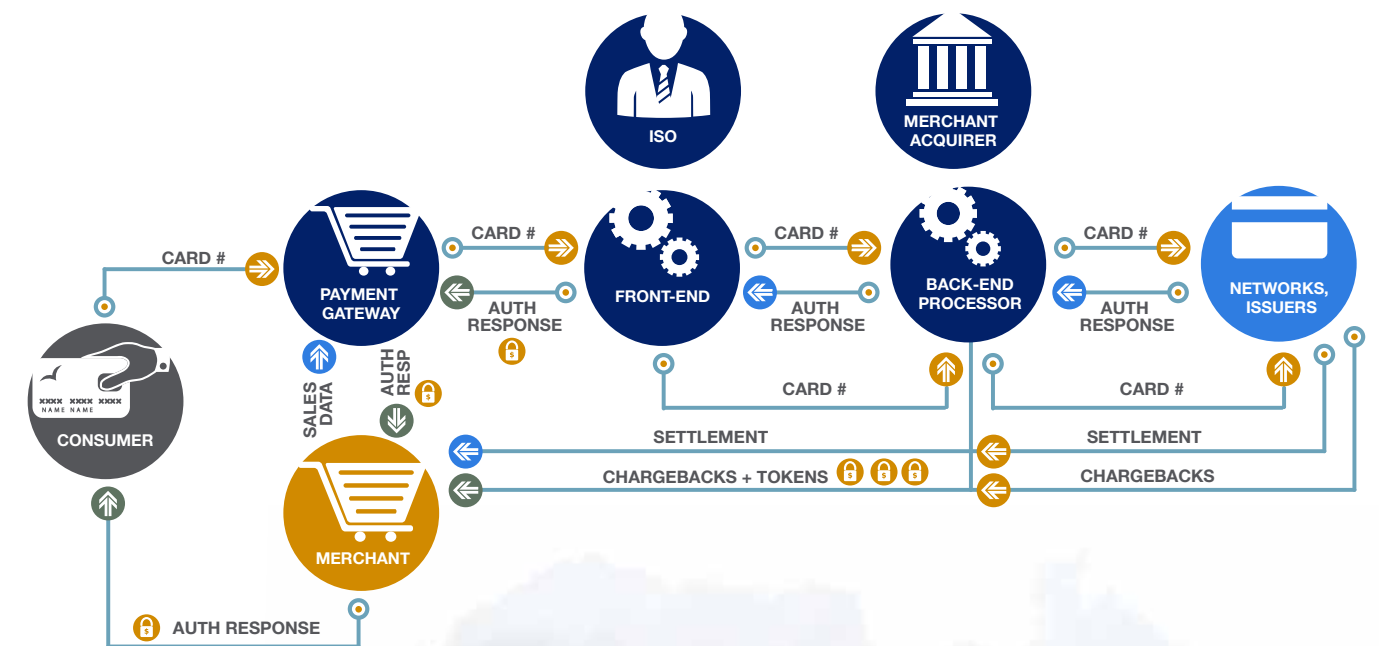 ISO
MERCHANT
ACQUIRER
CARD #
CARD #
CARD #
CARD #
PAYMENT
GATEWAY
FRONT-END
BACK-END
PROCESSOR
NETWORKS,
ISSUERS
AUTH
RESPONSE
$
AUTH
RESPONSE
AUTH
RESPONSE
XXXX XXXX XXXX
NAME NAME
CONSUMER
SALES
DATA
AUTH
RESP
$
CARD #
CARD #
SETTLEMENT
SETTLEMENT
CHARGEBACKS + TOKENS $ $ $
CHARGEBACKS
MERCHANT
$ AUTH RESPONSE